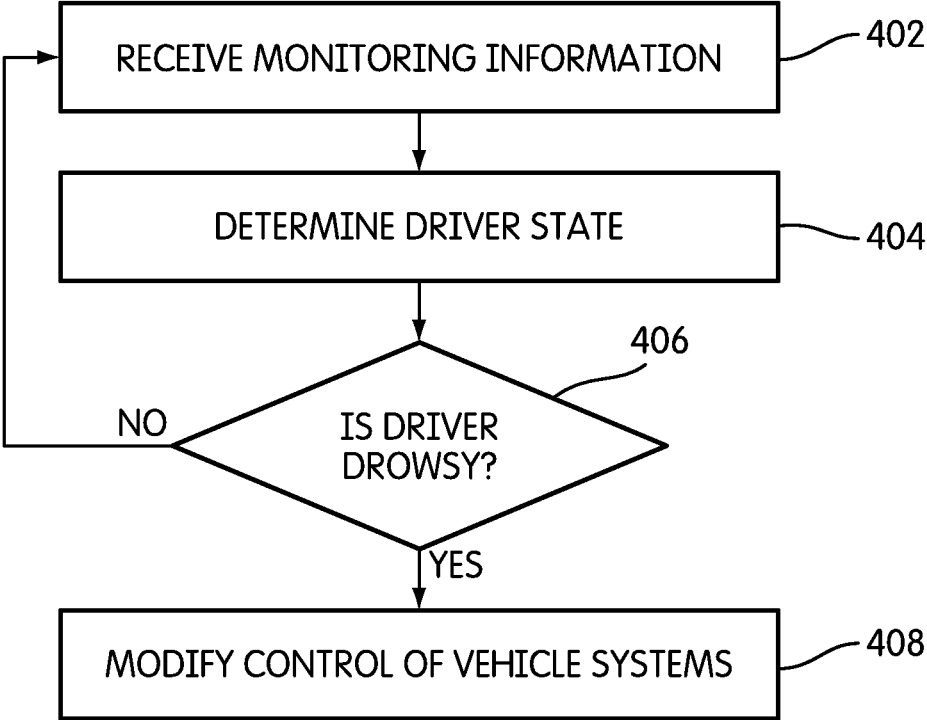 RECEIVE MONITORING INFORMATION
402
DETERMINE DRIVER STATE
404
406
NO
IS DRIVER
DROWSY?
YES
MODIFY CONTROL OF VEHICLE SYSTEMS
408